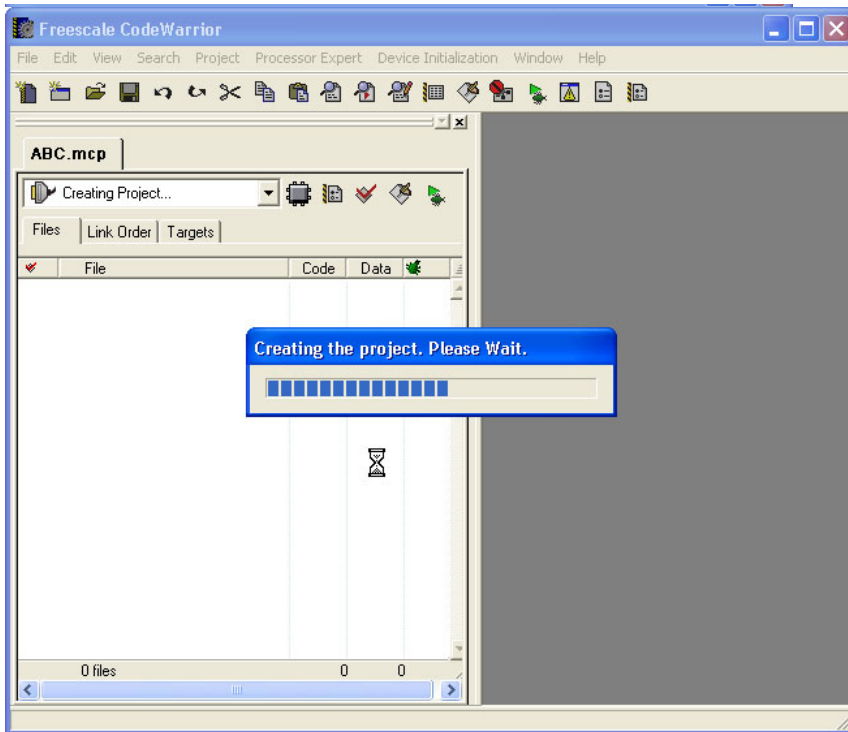 Freescale CodeWarrior
File Edit View Search Project Processor Expert Device Initialization Window Help
ABC.mcp
Creating Project...
Files Link Order Targets
File Code Data
Creating the project. Please Wait.
0 files 0 0